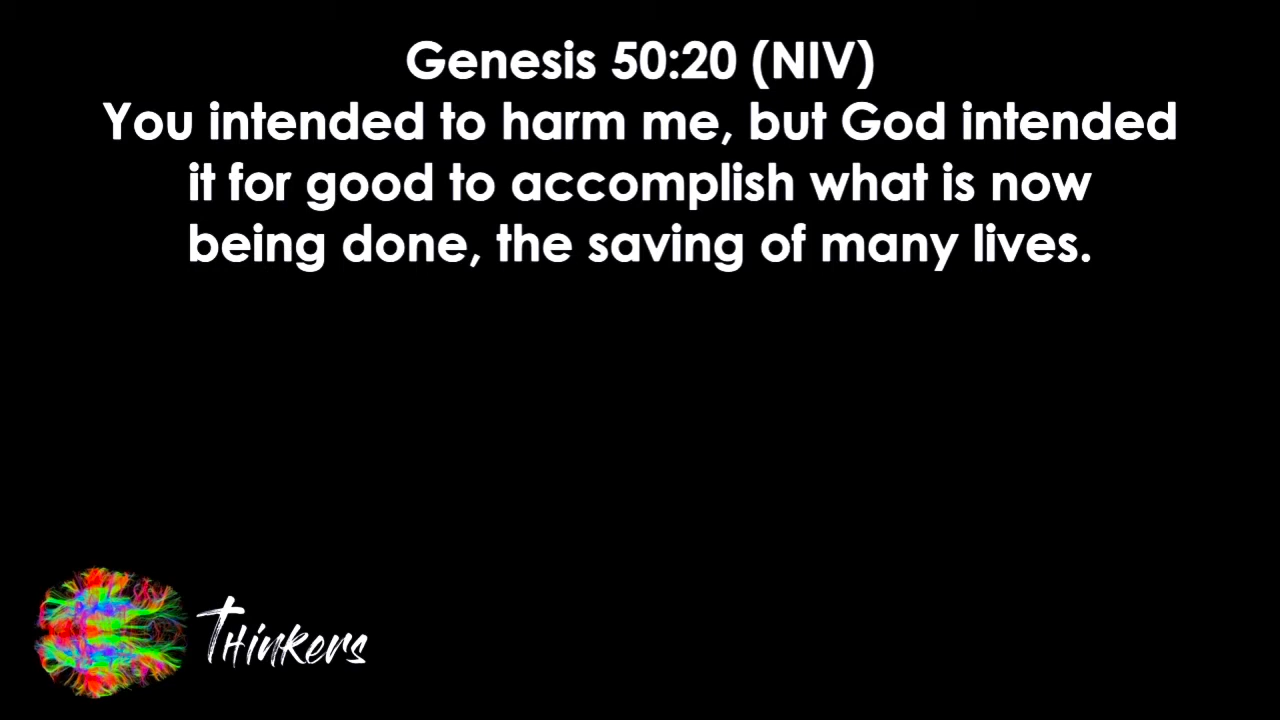 Genesis 50:20 (NIV)
You intended to harm me, but God intended
it for good to accomplish what is now
being done, the saving of many lives.
THinkers